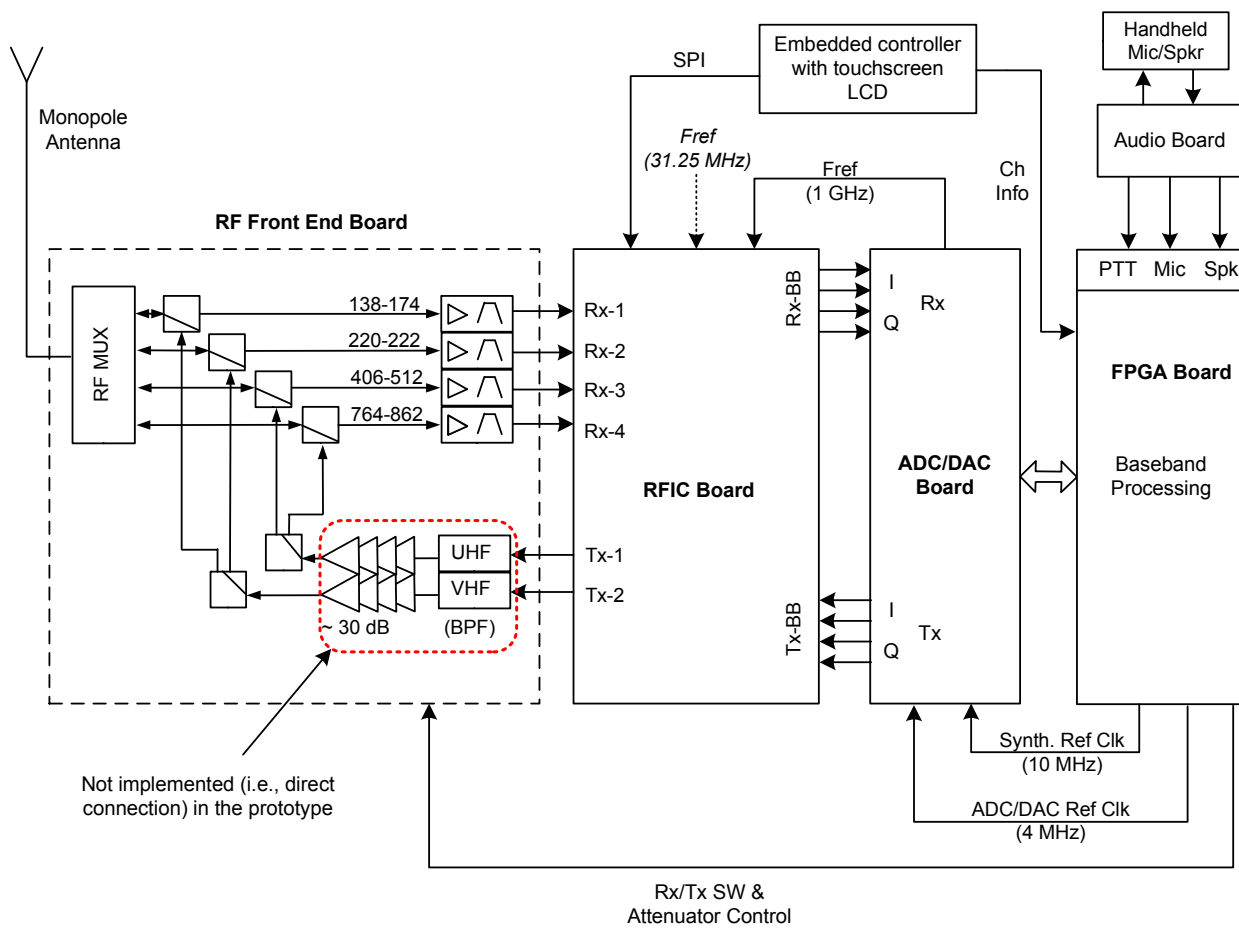 Handheld
Mic/Spkr
Embedded controller
with touchscreen
LCD
SPI
Monopole
Antenna
Audio Board
Fref
(31.25 MHz)
Fref
(1 GHz)
Ch
Info
RF Front End Board
PTT Mic Spk
RF MUX
138-174
220-222
406-512
764-862
Rx-1
Rx-2
Rx-3
Rx-4
Rx-BB
I
Q
Rx
FPGA Board
RFIC Board
ADC/DAC
Board
Baseband
Processing
UHF
VHF
Tx-1
Tx-2
~ 30 dB
(BPF)
Tx-BB
I
Q
Tx
Synth. Ref Clk
(10 MHz)
Not implemented (i.e., direct
connection) in the prototype
ADC/DAC Ref Clk
(4 MHz)
Rx/Tx SW &
Attenuator Control